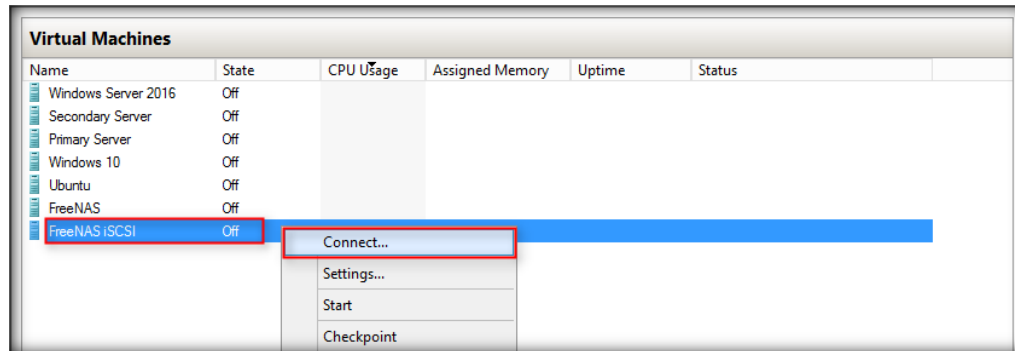 Virtual Machines
Name State CPU Usage Assigned Memory Uptime Status
Windows Server 2016 Off
Secondary Server Off
Primary Server Off
Windows 10 Off
Ubuntu Off
FreeNAS Off
FreeNAS iSCSI Off
Connect...
Settings...
Start
Checkpoint